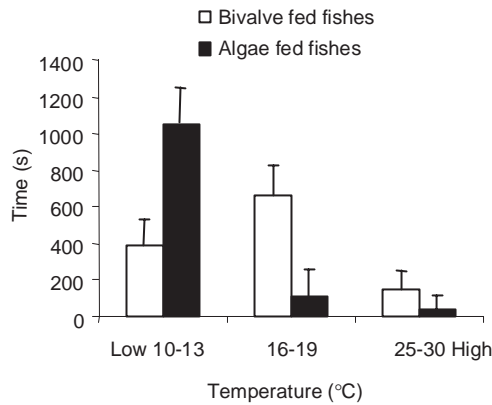 Bivalve fed fishes
Algae fed fishes
1400
1200
1000
800
600
400
200
0
Time (s)
Low 10-13 16-19 25-30 High
Temperature (°C)